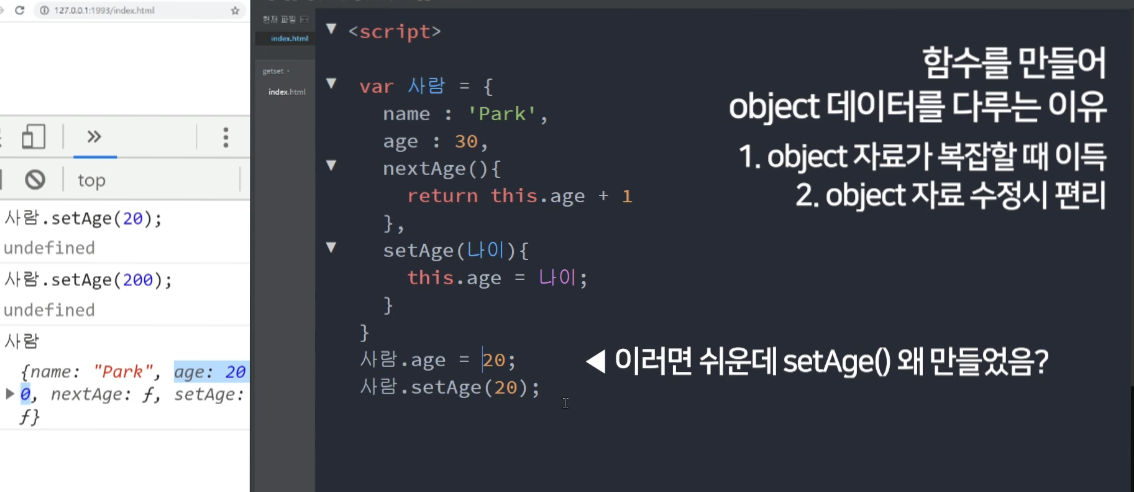 127.0.0.1:1993/index.html
top
사람.setAge(20);
undefined
사람.setAge(200);
undefined
사람
{name: "Park", age: 20
0, nextAge: ƒ, setAge:
ƒ}
현재 파일
index.html
getset
index.html
<script>
var 사람 = {
name : 'Park',
age : 30,
nextAge(){
return this.age + 1
},
setAge(나이){
this.age = 나이;
}
}
사람.age = 20;
사람.setAge(20);
함수를 만들어
object 데이터를 다루는 이유
1. object 자료가 복잡할 때 이득
2. object 자료 수정시 편리
◀ 이러면 쉬운데 setAge() 왜 만들었음?